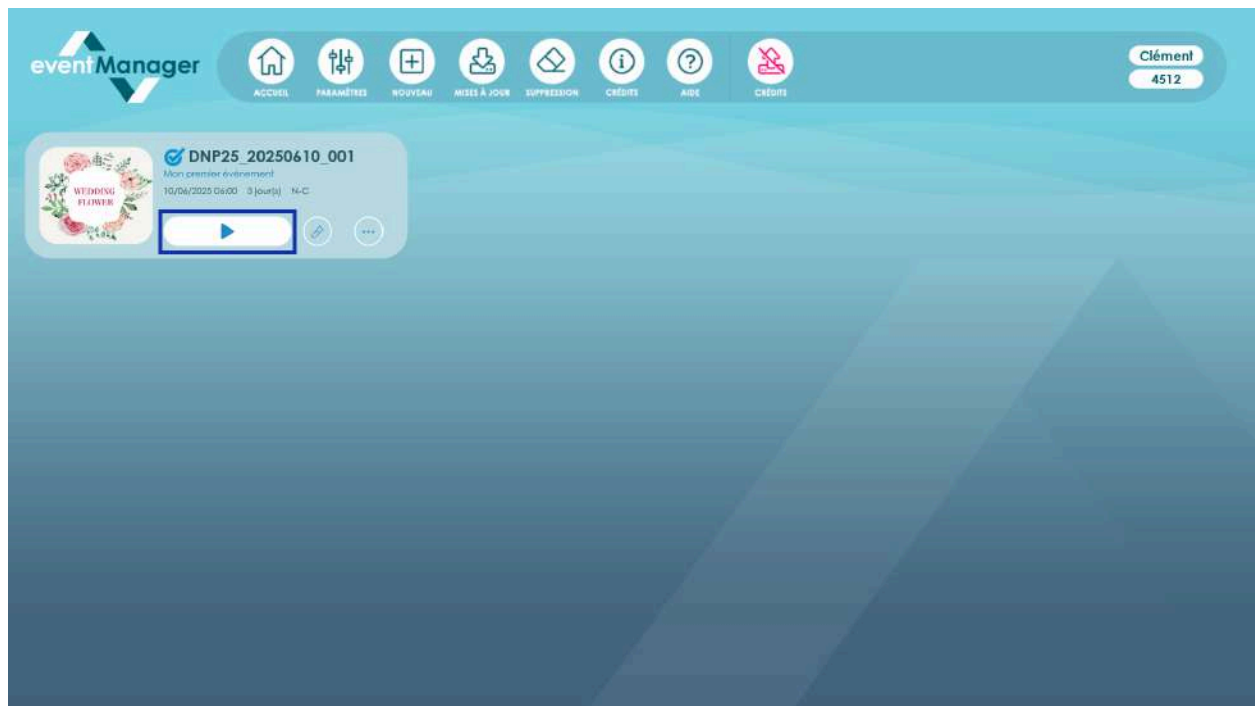 eventManager
ACCUEIL
PARAMÈTRES
NOUVEAU
MISES À JOUR
SUPPRESSION
CRÉDITS
AIDE
CRÉDITS
Clément
4512
DNP25_20250610_001
Mon premier événement
10/06/2025 06:00 3 jour(s) N-C
WEDDING
FLOWER